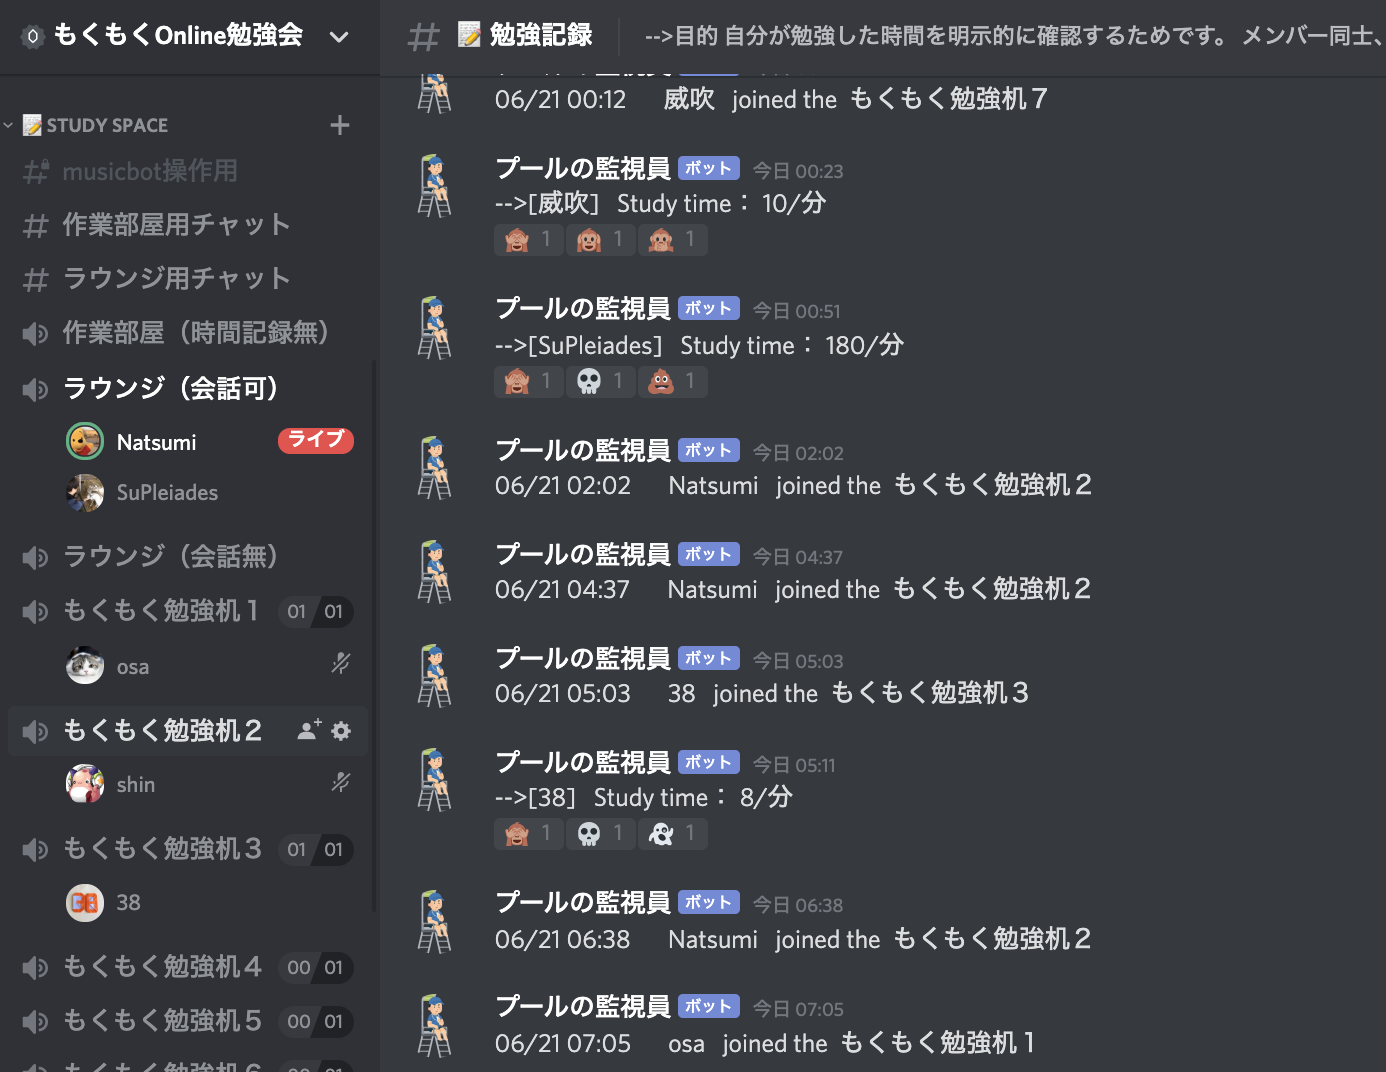 もくもくOnline勉強会
STUDY SPACE
musicbot操作用
作業部屋用チャット
ラウンジ用チャット
作業部屋（時間記録無）
ラウンジ（会話可）
Natsumi ライブ
SuPleiades
ラウンジ（会話無）
もくもく勉強机１ 01 01
osa
もくもく勉強机２
shin
もくもく勉強机３ 01 01
38
もくもく勉強机４ 00 01
もくもく勉強机５ 00 01
勉強記録 -->目的 自分が勉強した時間を明示的に確認するためです。 メンバー同士、
06/21 00:12 威吹 joined the もくもく勉強机７
プールの監視員 ボット 今日 00:23
-->[威吹] Study time： 10/分
1 1 1
プールの監視員 ボット 今日 00:51
-->[SuPleiades] Study time： 180/分
1 1 1
プールの監視員 ボット 今日 02:02
06/21 02:02 Natsumi joined the もくもく勉強机２
プールの監視員 ボット 今日 04:37
06/21 04:37 Natsumi joined the もくもく勉強机２
プールの監視員 ボット 今日 05:03
06/21 05:03 38 joined the もくもく勉強机３
プールの監視員 ボット 今日 05:11
-->[38] Study time： 8/分
1 1 1
プールの監視員 ボット 今日 06:38
06/21 06:38 Natsumi joined the もくもく勉強机２
プールの監視員 ボット 今日 07:05
06/21 07:05 osa joined the もくもく勉強机１